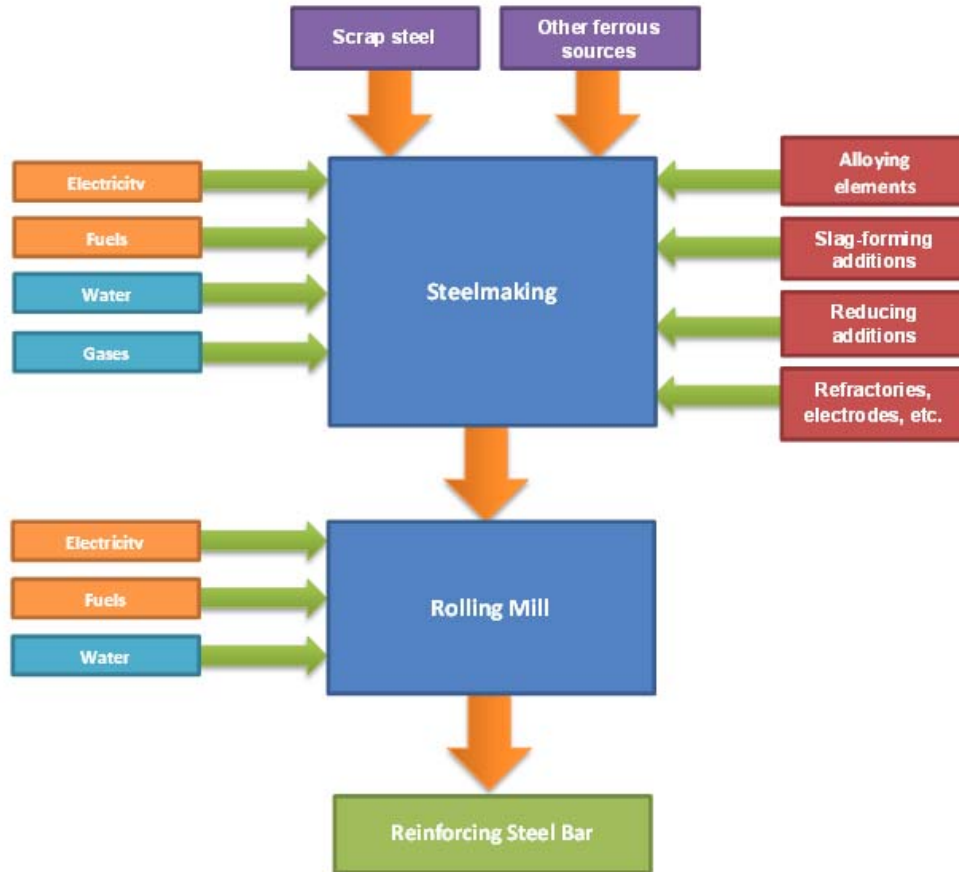 Scrap steel
Other ferrous
sources
Electricity
Fuels
Water
Gases
Steelmaking
Alloying
elements
Slag-forming
additions
Reducing
additions
Refractories,
electrodes, etc.
Electricity
Fuels
Water
Rolling Mill
Reinforcing Steel Bar